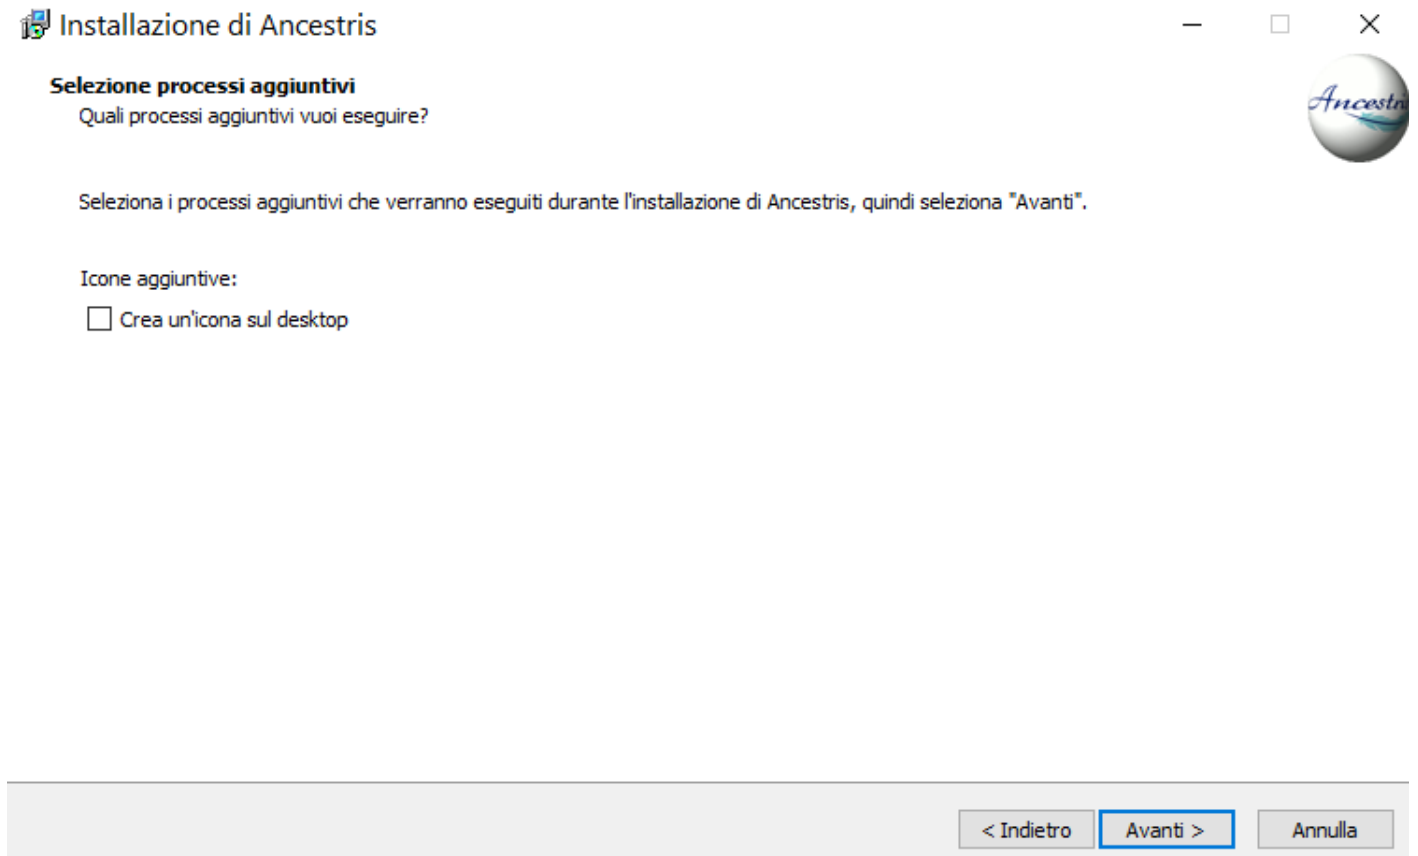 Installazione di Ancestris
Selezione processi aggiuntivi
Quali processi aggiuntivi vuoi eseguire?
Ancestri
Seleziona i processi aggiuntivi che verranno eseguiti durante l'installazione di Ancestris, quindi seleziona "Avanti".
Icone aggiuntive:
Crea un'icona sul desktop
< Indietro
Avanti >
Annulla